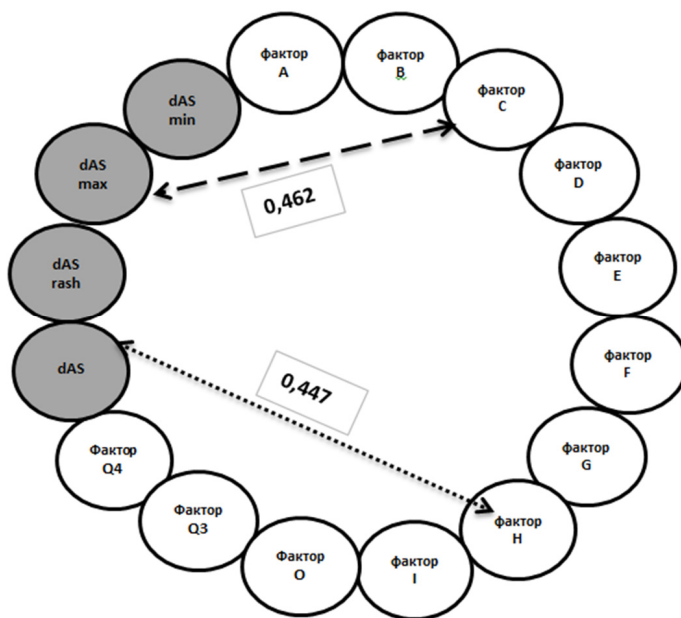 фактор
A
фактор
B
фактор
C
фактор
D
фактор
E
фактор
F
фактор
G
фактор
H
фактор
I
Фактор
O
Фактор
Q3
Фактор
Q4
dAS
dAS
rash
dAS
max
dAS
min
0,462
0,447